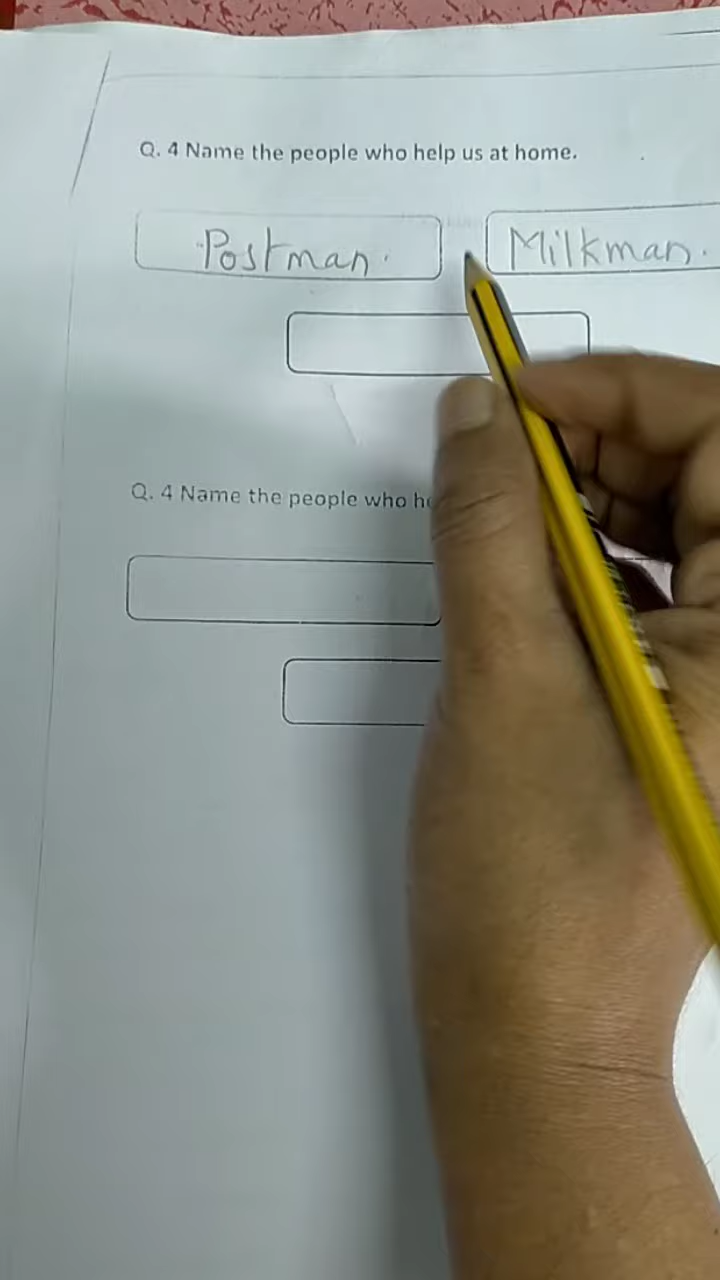 Q. 4 Name the people who help us at home.
Postman. Milkman.
Q. 4 Name the people who